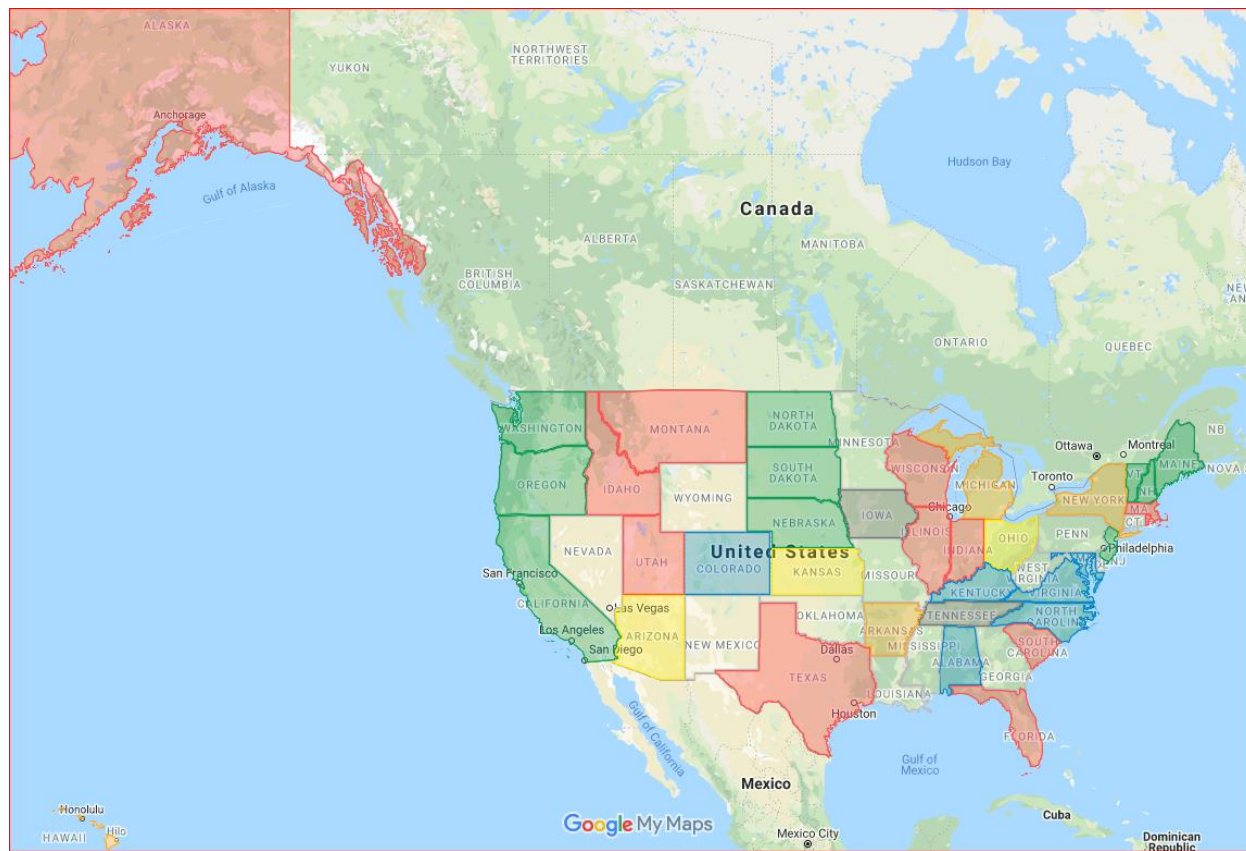 ALASKA
NORTHWEST
TERRITORIES
YUKON
Anchorage
Hudson Bay
Gulf of Alaska
Canada
ALBERTA
MANITOBA
BRITISH
COLUMBIA
SASKATCHEWAN
ONTARIO
QUEBEC
WASHINGTON
MONTANA
NORTH
DAKOTA
MINNESOTA
Ottawa
Montreal
NB
NOVA S
MAINE
VT
NH
OREGON
IDAHO
SOUTH
DAKOTA
WISCONSIN
MICHIGAN
Toronto
NEW YORK
MA
CT
WYOMING
Chicago
IOWA
NEBRASKA
ILLINOIS
INDIANA
OHIO
PENN
Philadelphia
NJ
NEVADA
UTAH
United States
COLORADO
KANSAS
MISSOURI
WEST
VIRGINIA
KENTUCKY
VIRGINIA
San Francisco
CALIFORNIA
Las Vegas
OKLAHOMA
TENNESSEE
NORTH
CAROLINA
Los Angeles
ARIZONA
NEW MEXICO
ARKANSAS
MISSISSIPPI
SOUTH
CAROLINA
San Diego
Dallas
ALABAMA
GEORGIA
TEXAS
LOUISIANA
Houston
FLORIDA
Gulf of California
Gulf of
Mexico
Mexico
Honolulu
Hilo
HAWAII
Google My Maps
Mexico City
Cuba
Dominican
Republic